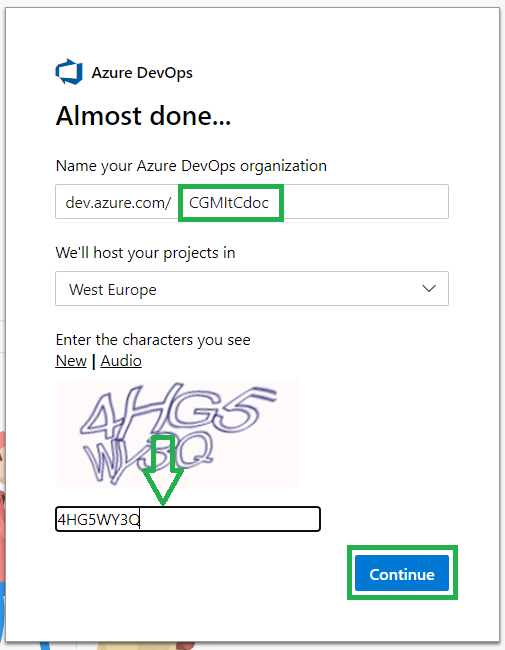 Azure DevOps
Almost done...
Name your Azure DevOps organization
dev.azure.com/ CGMItCdoc
We'll host your projects in
West Europe
Enter the characters you see
New | Audio
4HG5
WY3Q
4HG5WY3Q
Continue